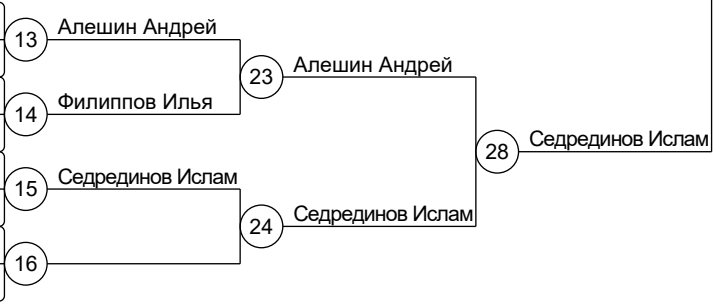 13 Алешин Андрей
23 Алешин Андрей
14 Филиппов Илья
28 Седрединов Ислам
15 Седрединов Ислам
24 Седрединов Ислам
16